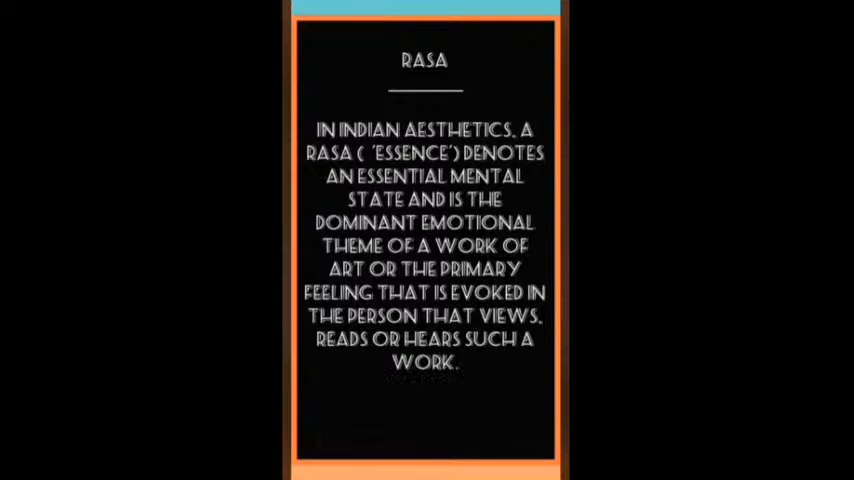 RASA
IN INDIAN AESTHETICS, A
RASA ( 'ESSENCE') DENOTES
AN ESSENTIAL MENTAL
STATE AND IS THE
DOMINANT EMOTIONAL
THEME OF A WORK OF
ART OR THE PRIMARY
FEELING THAT IS EVOKED IN
THE PERSON THAT VIEWS,
READS OR HEARS SUCH A
WORK.